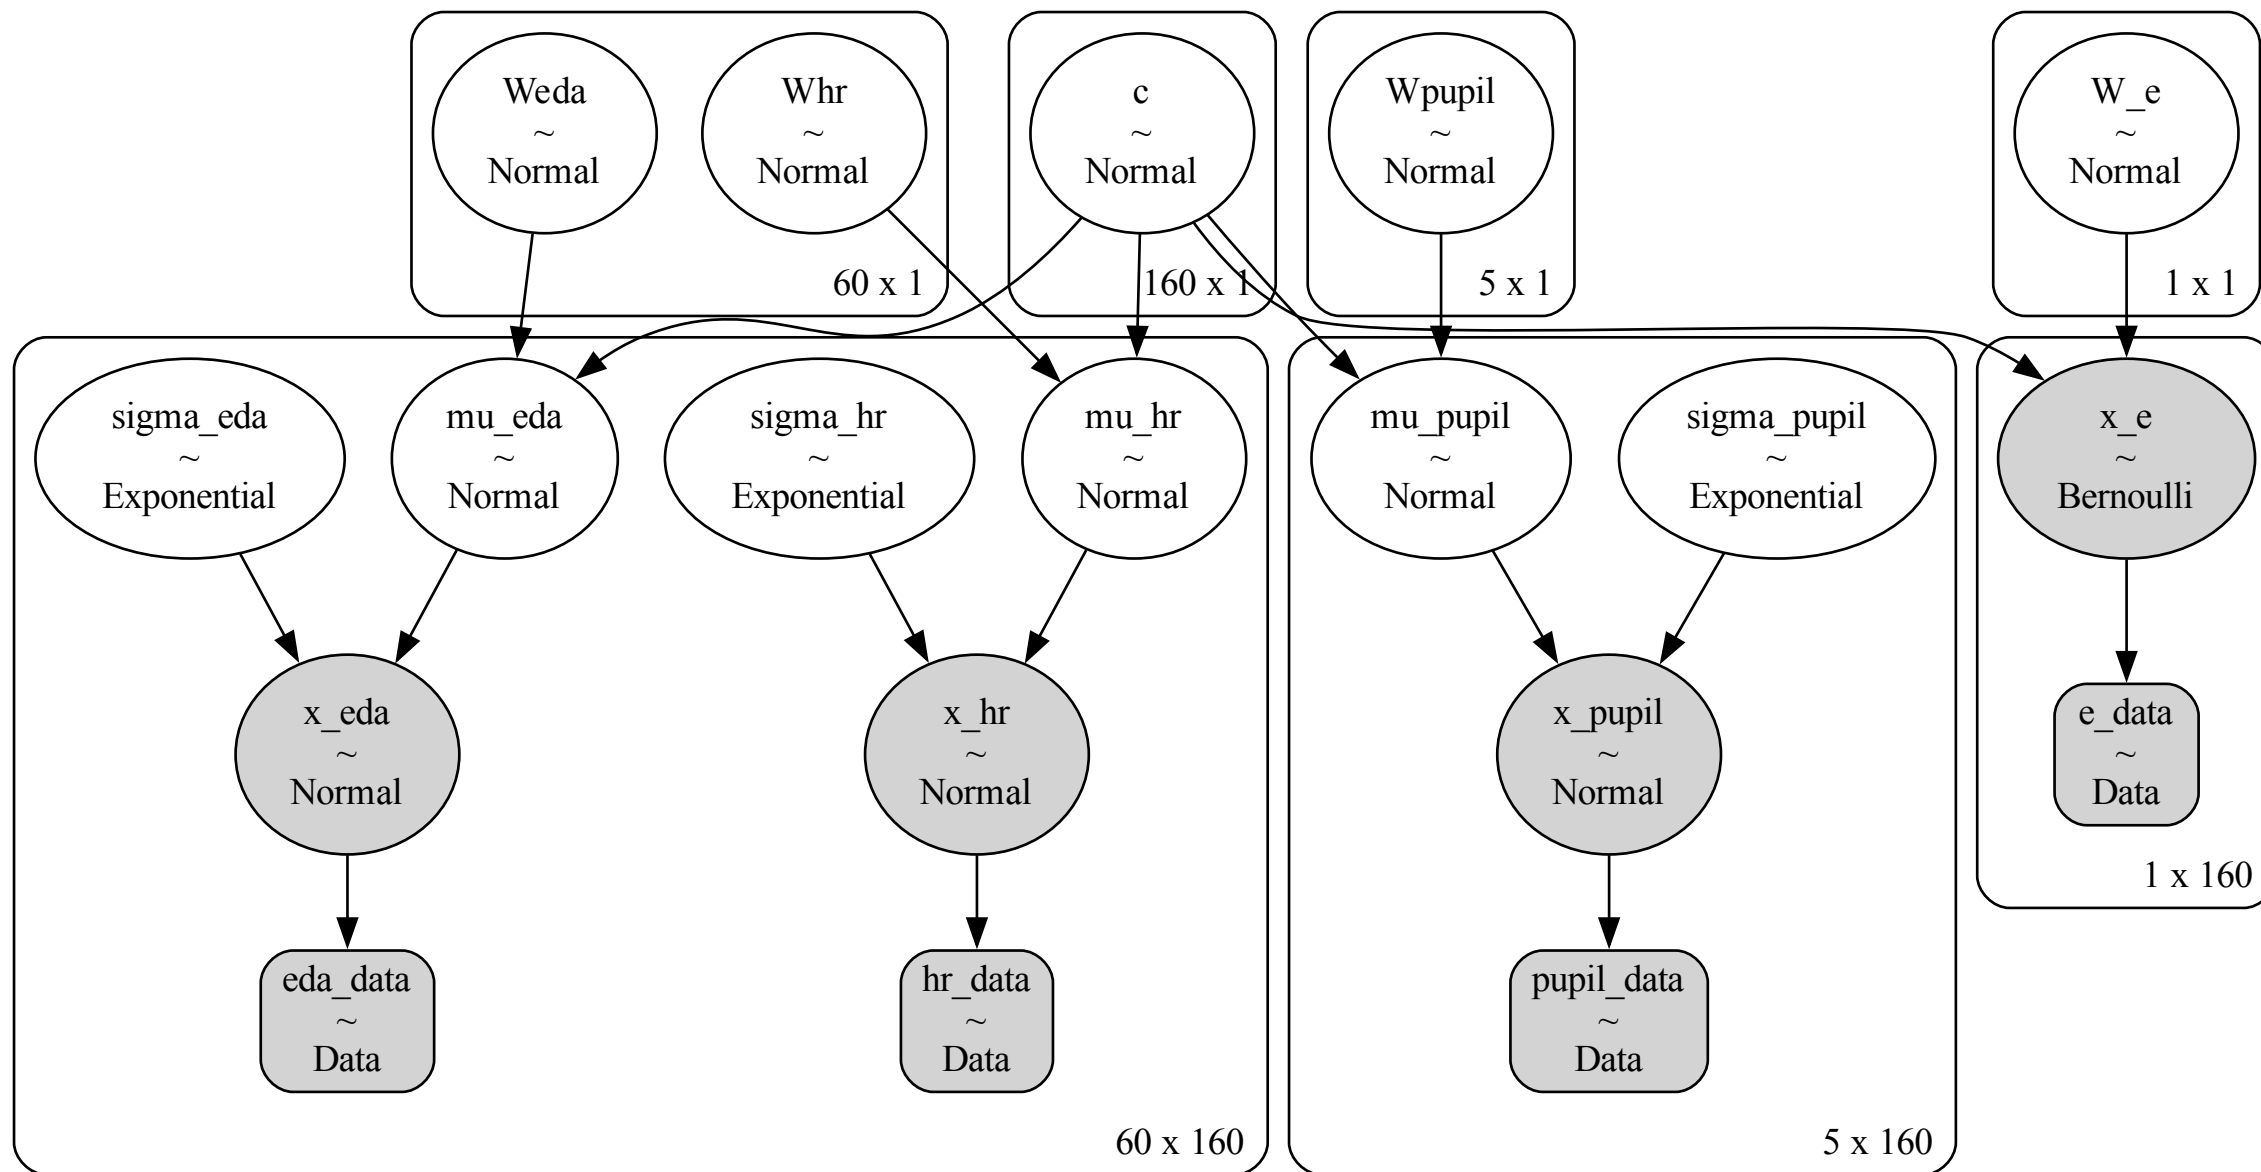 Weda
~
Normal
Whr
~
Normal
60 x 1
c
~
Normal
160 x 1
Wpupil
~
Normal
5 x 1
W_e
~
Normal
1 x 1
sigma_eda
~
Exponential
mu_eda
~
Normal
sigma_hr
~
Exponential
mu_hr
~
Normal
x_eda
~
Normal
x_hr
~
Normal
eda_data
~
Data
hr_data
~
Data
60 x 160
mu_pupil
~
Normal
sigma_pupil
~
Exponential
x_pupil
~
Normal
pupil_data
~
Data
5 x 160
x_e
~
Bernoulli
e_data
~
Data
1 x 160